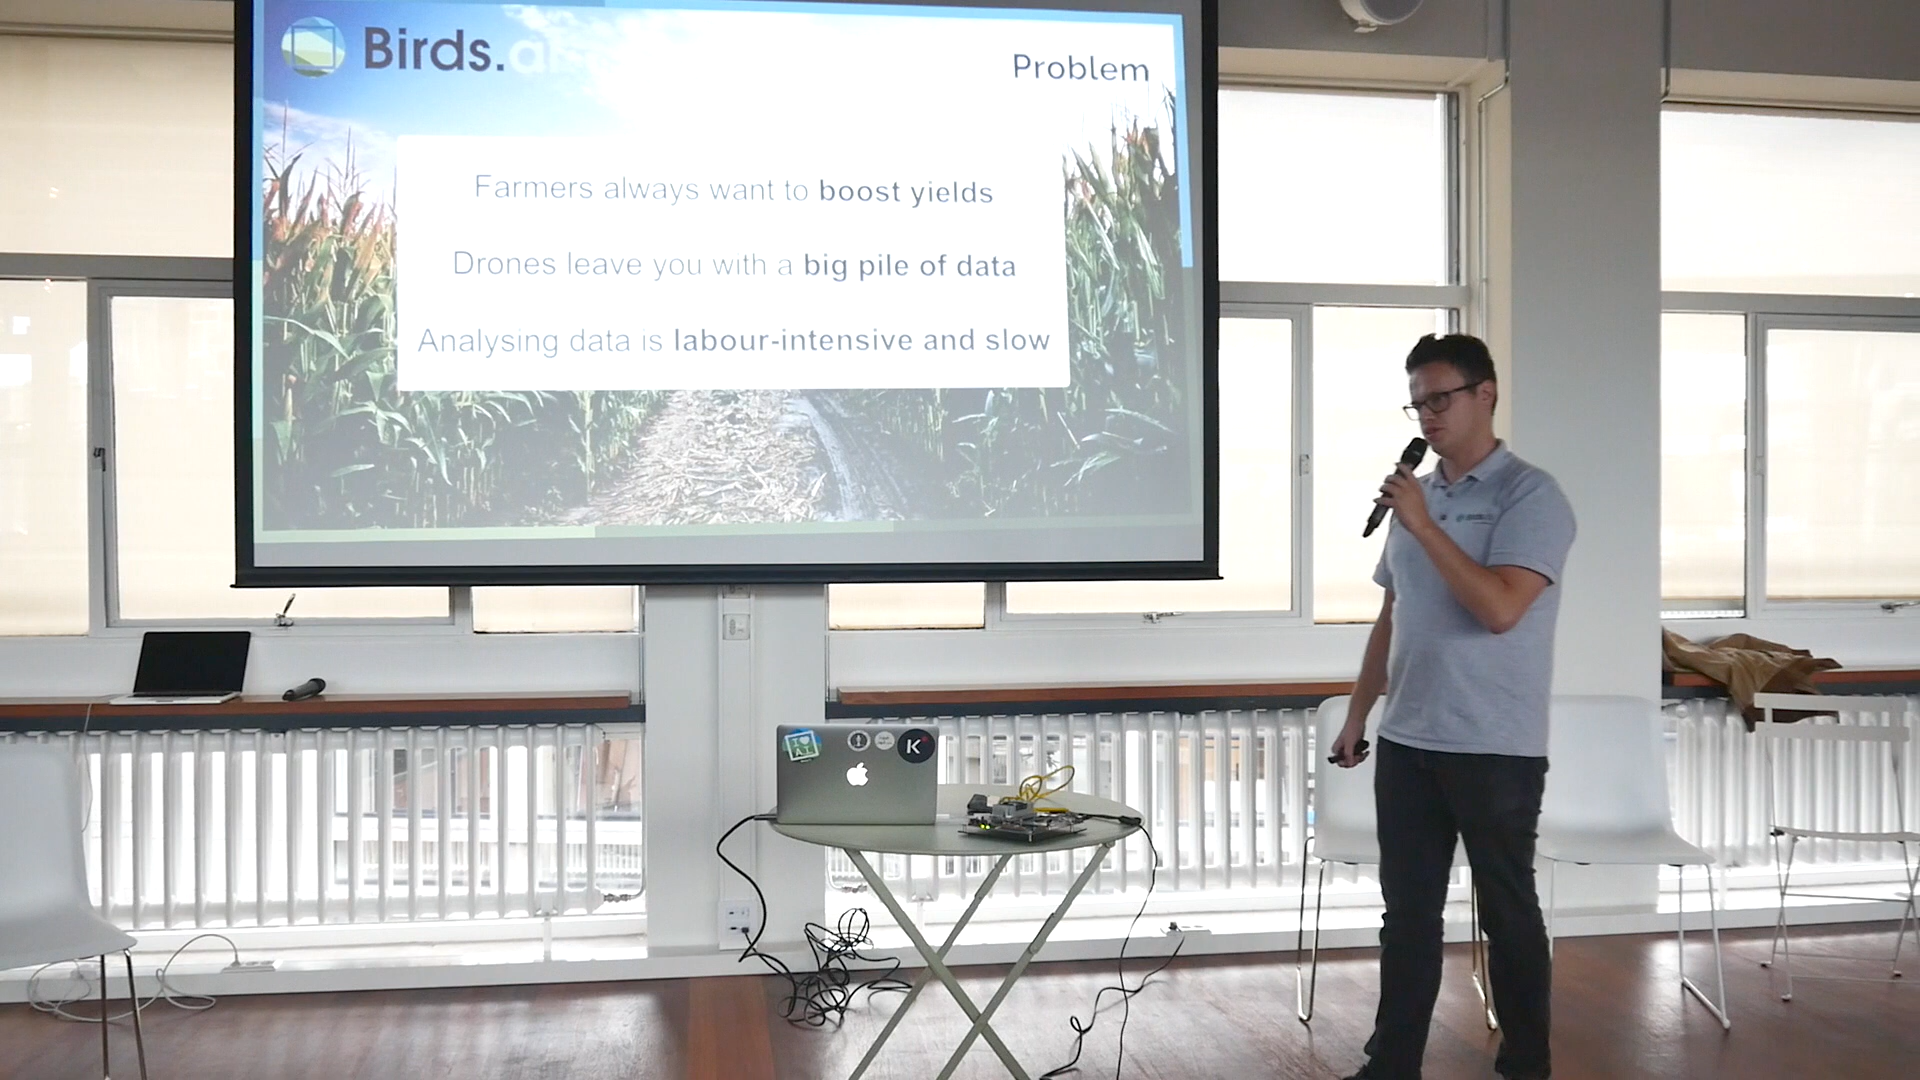 Birds.ai
Problem
Farmers always want to boost yields
Drones leave you with a big pile of data
Analysing data is labour-intensive and slow
I
A.I.
K